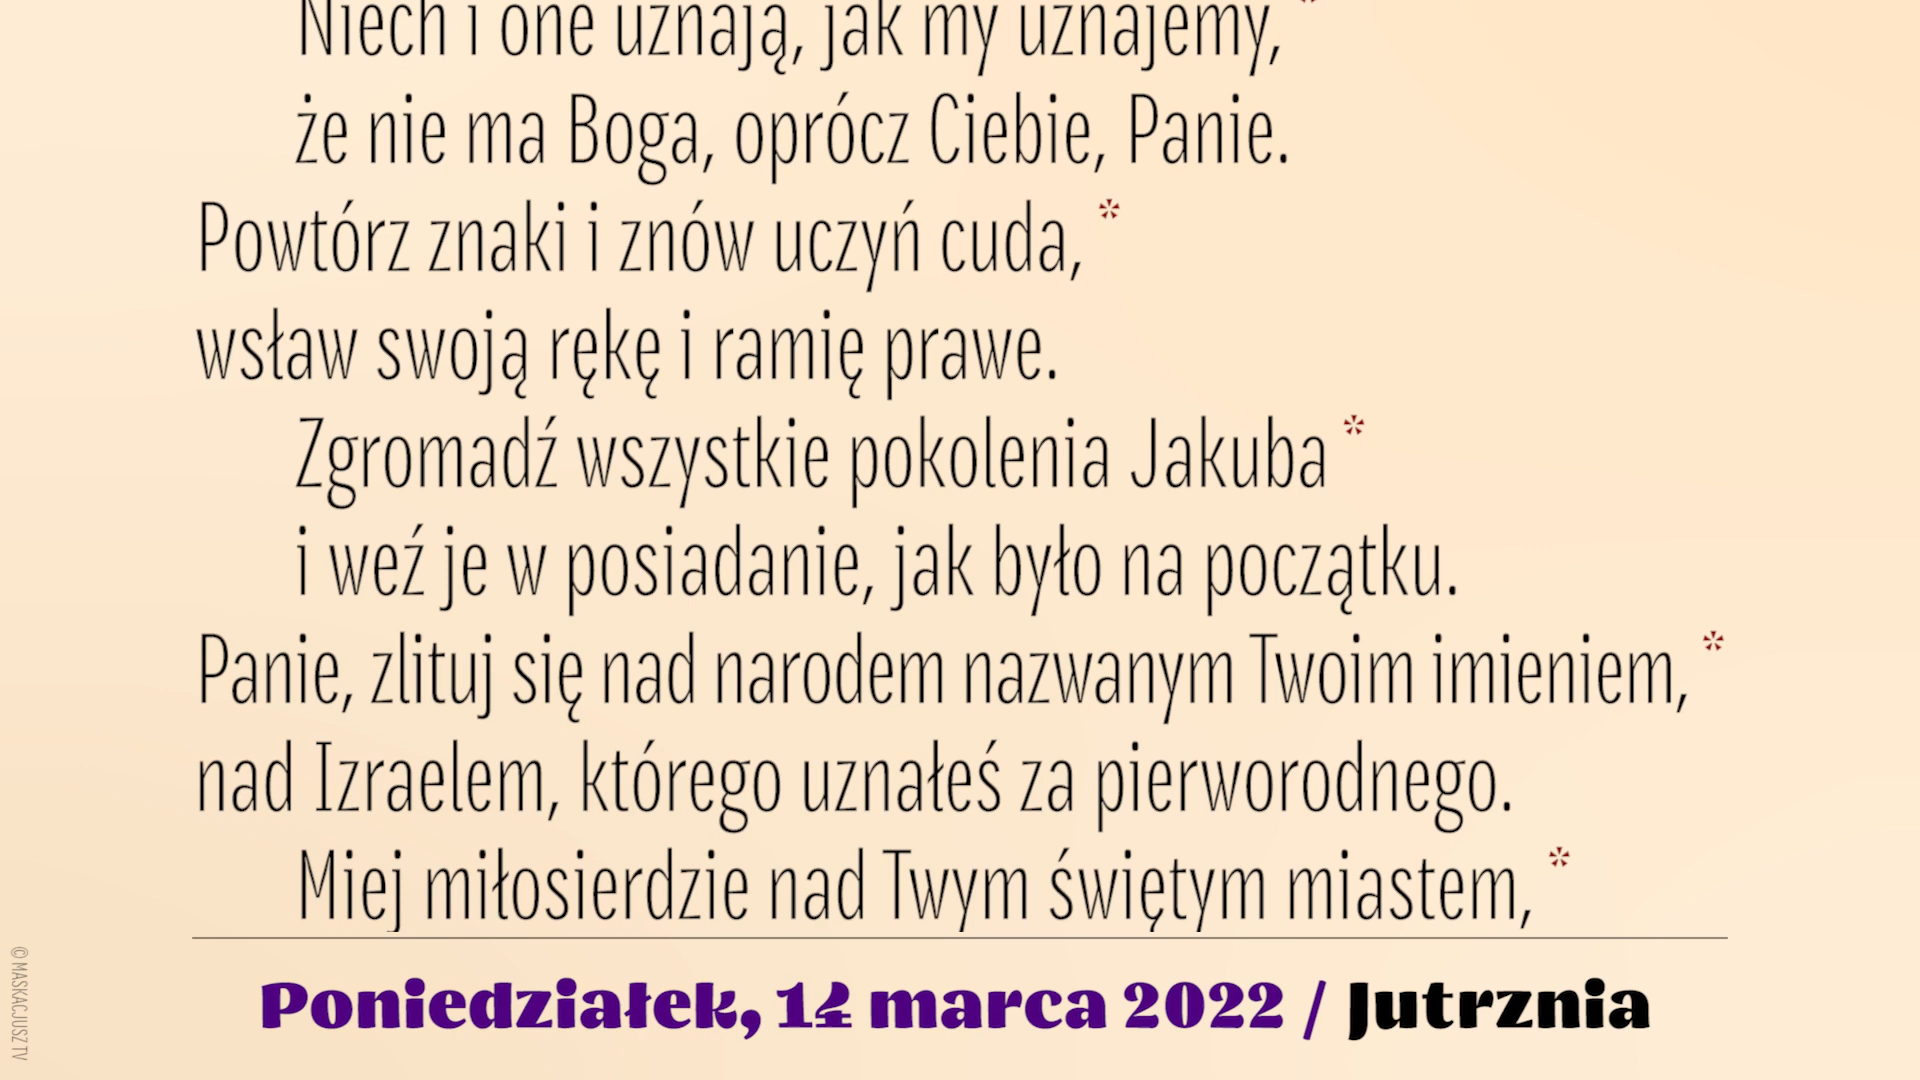 Niech i one uznają, jak my uznajemy, *
że nie ma Boga, oprócz Ciebie, Panie.
Powtórz znaki i znów uczyń cuda, *
wsław swoją rękę i ramię prawe.
Zgromadź wszystkie pokolenia Jakuba *
i weź je w posiadanie, jak było na początku.
Panie, zlituj się nad narodem nazwanym Twoim imieniem, *
nad Izraelem, którego uznałeś za pierworodnego.
Miej miłosierdzie nad Twym świętym miastem, *
Poniedziałek, 14 marca 2022 / Jutrznia
© MASKACJUSZ TV